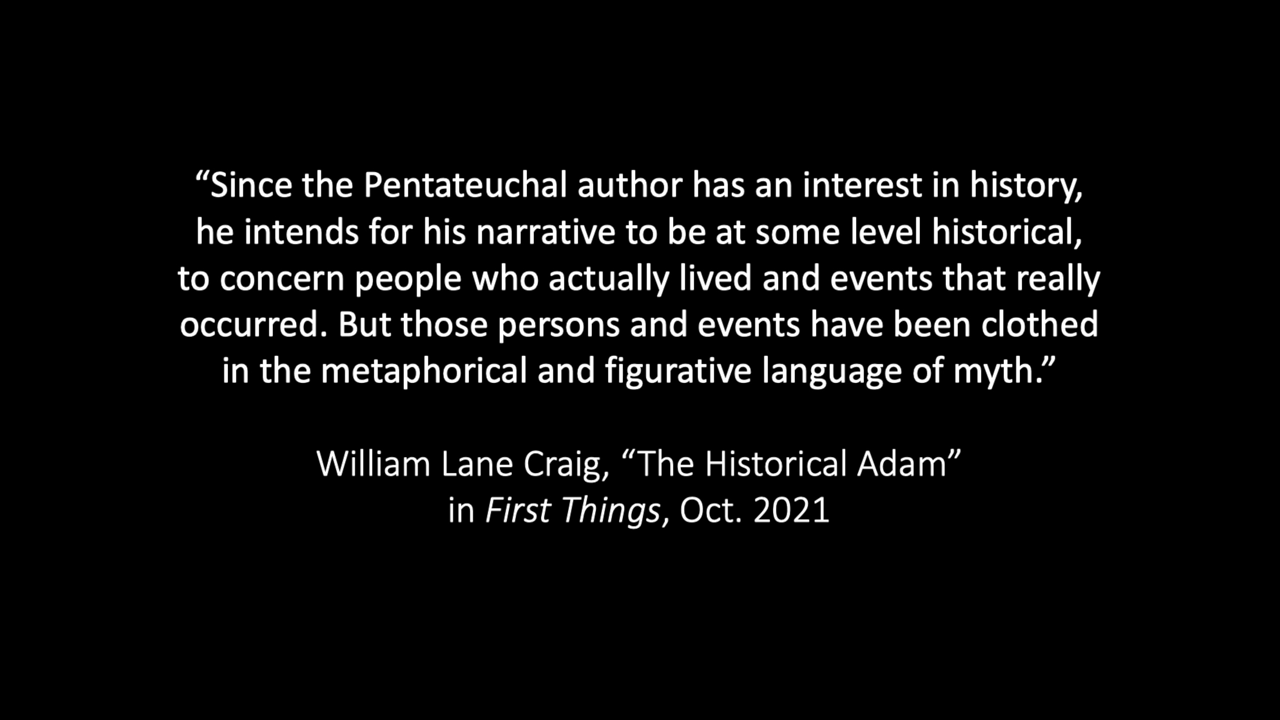 “Since the Pentateuchal author has an interest in history,
he intends for his narrative to be at some level historical,
to concern people who actually lived and events that really
occurred. But those persons and events have been clothed
in the metaphorical and figurative language of myth.”
William Lane Craig, “The Historical Adam”
in First Things, Oct. 2021